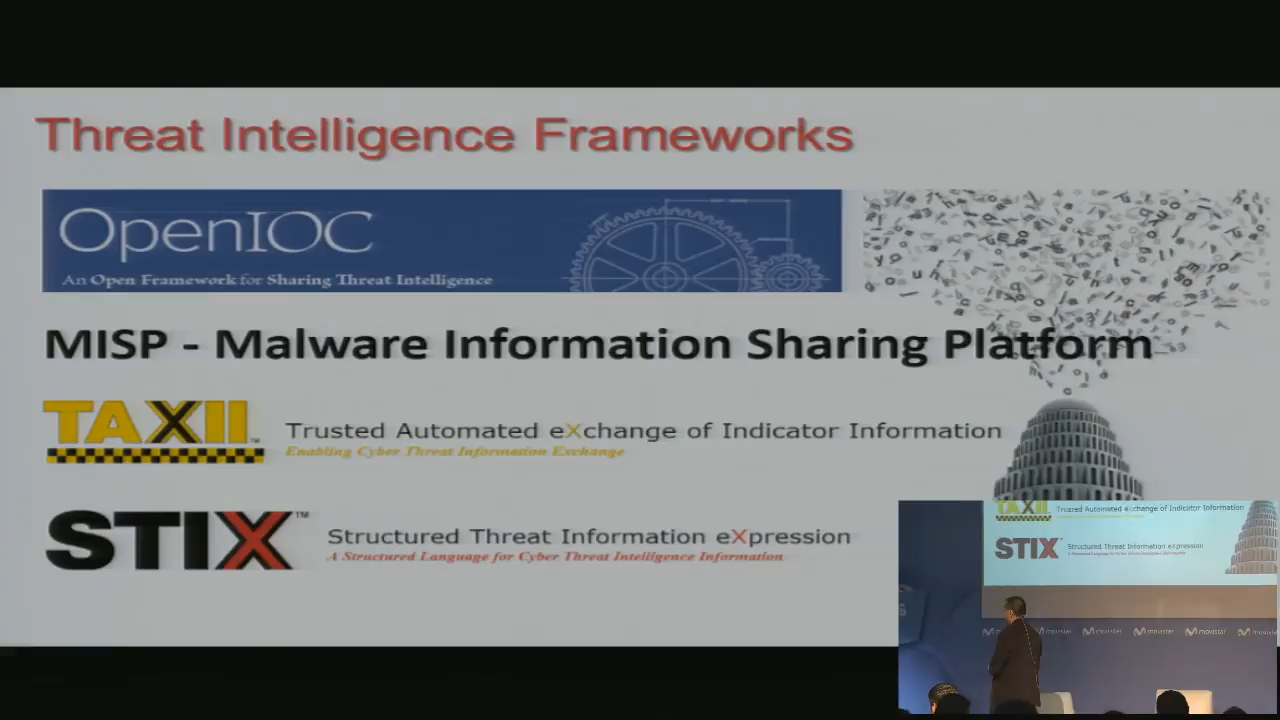 Threat Intelligence Frameworks
OpenIOC
An Open Framework for Sharing Threat Intelligence
MISP - Malware Information Sharing Platform
TAXII™
Trusted Automated eXchange of Indicator Information
Enabling Cyber Threat Information Exchange
STIX™
Structured Threat Information eXpression
A Structured Language for Cyber Threat Intelligence Information
TAXII Trusted Automated eXchange of Indicator Information
STIX Structured Threat Information eXpression
movistar movistar movistar movistar